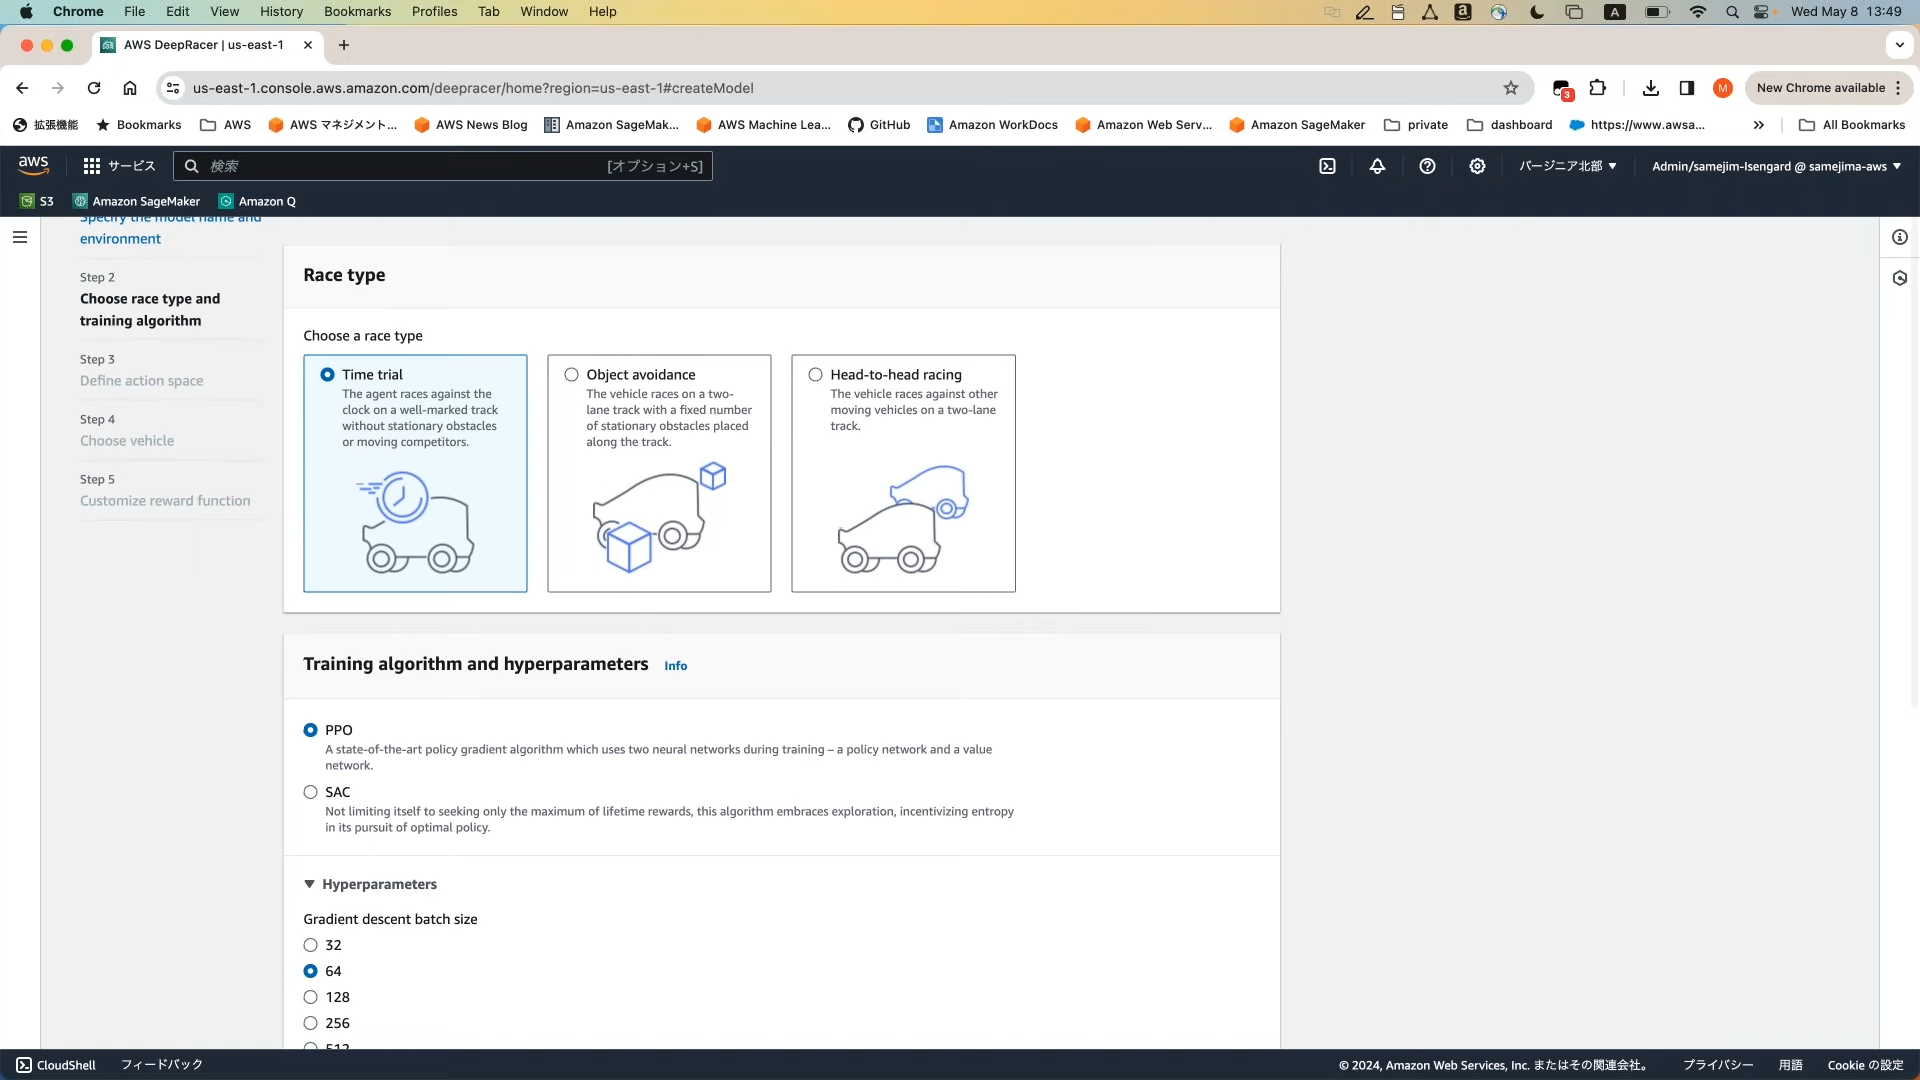 Chrome File Edit View History Bookmarks Profiles Tab Window Help A Wed May 8 13:49
AWS DeepRacer | us-east-1
us-east-1.console.aws.amazon.com/deepracer/home?region=us-east-1#createModel 3 M New Chrome available
拡張機能 Bookmarks AWS AWS マネジメント... AWS News Blog Amazon SageMak... AWS Machine Lea... GitHub Amazon WorkDocs Amazon Web Serv... Amazon SageMaker private dashboard https://www.awsa... All Bookmarks
aws サービス 検索 [オプション+S] バージニア北部 Admin/samejim-Isengard @ samejima-aws
S3 Amazon SageMaker Amazon Q
Specify the model name and
environment
Step 2
Choose race type and
training algorithm
Step 3
Define action space
Step 4
Choose vehicle
Step 5
Customize reward function
Race type
Choose a race type
Time trial
The agent races against the
clock on a well-marked track
without stationary obstacles
or moving competitors.
Object avoidance
The vehicle races on a two-
lane track with a fixed number
of stationary obstacles placed
along the track.
Head-to-head racing
The vehicle races against other
moving vehicles on a two-lane
track.
Training algorithm and hyperparameters Info
PPO
A state-of-the-art policy gradient algorithm which uses two neural networks during training – a policy network and a value
network.
SAC
Not limiting itself to seeking only the maximum of lifetime rewards, this algorithm embraces exploration, incentivizing entropy
in its pursuit of optimal policy.
Hyperparameters
Gradient descent batch size
32
64
128
256
512
CloudShell フィードバック © 2024, Amazon Web Services, Inc. またはその関連会社。 プライバシー 用語 Cookie の設定